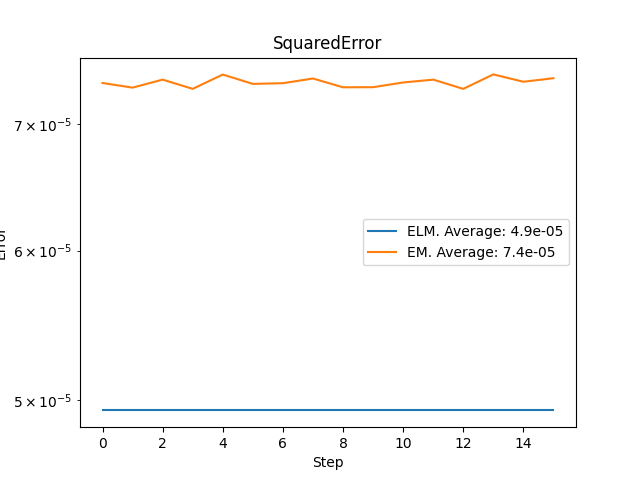 SquaredError
7 × 10⁻⁵
6 × 10⁻⁵
5 × 10⁻⁵
Error
ELM. Average: 4.9e-05
EM. Average: 7.4e-05
0 2 4 6 8 10 12 14
Step